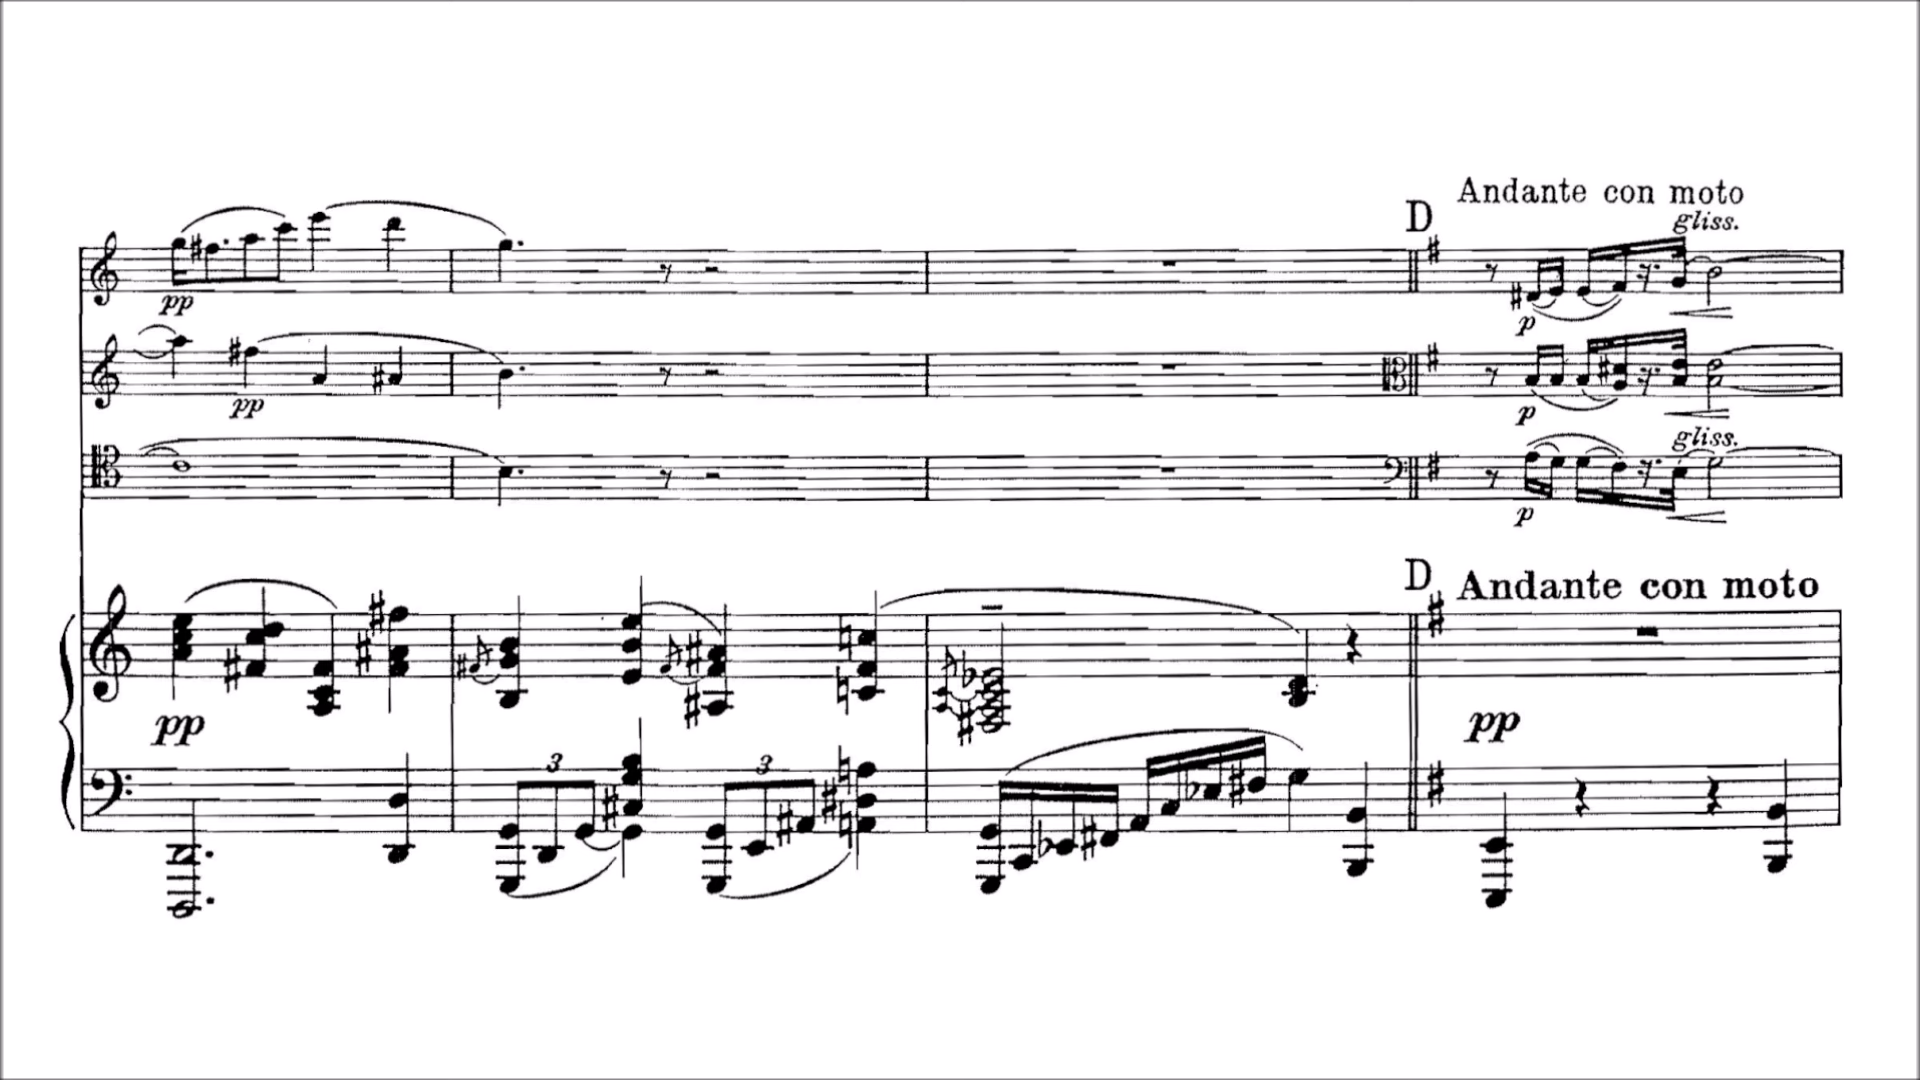 Andante con moto
D
gliss.
pp
p
pp
p
gliss.
p
D Andante con moto
pp
pp
3 3